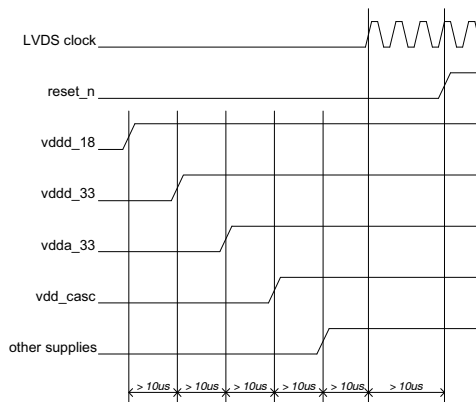 LVDS clock
reset_n
vddd_18
vddd_33
vdda_33
vdd_casc
other supplies
> 10us > 10us > 10us > 10us > 10us > 10us